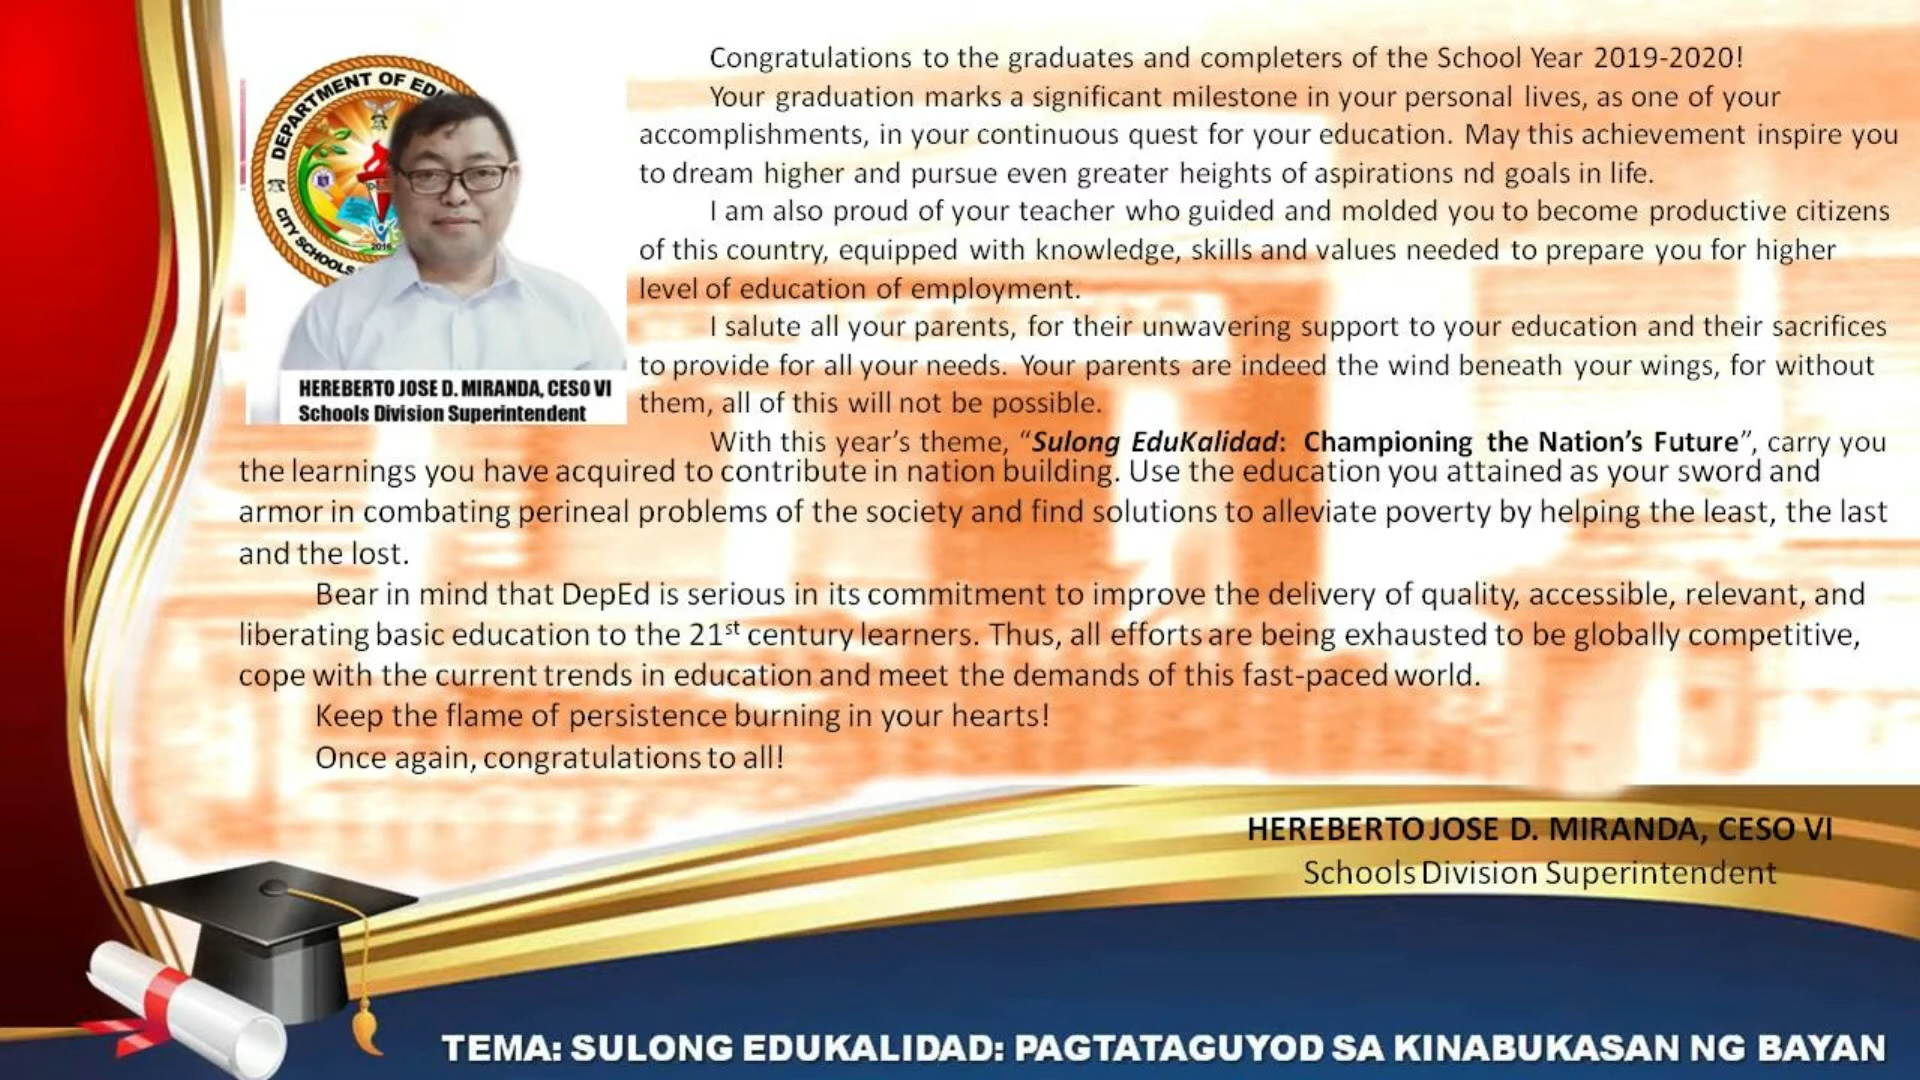 DEPARTMENT OF
CITY SCHOOLS
2016
HEREBERTO JOSE D. MIRANDA, CESO VI
Schools Division Superintendent
Congratulations to the graduates and completers of the School Year 2019-2020!
Your graduation marks a significant milestone in your personal lives, as one of your
accomplishments, in your continuous quest for your education. May this achievement inspire you
to dream higher and pursue even greater heights of aspirations nd goals in life.
I am also proud of your teacher who guided and molded you to become productive citizens
of this country, equipped with knowledge, skills and values needed to prepare you for higher
level of education of employment.
I salute all your parents, for their unwavering support to your education and their sacrifices
to provide for all your needs. Your parents are indeed the wind beneath your wings, for without
them, all of this will not be possible.
With this year’s theme, “Sulong EduKalidad: Championing the Nation’s Future”, carry you
the learnings you have acquired to contribute in nation building. Use the education you attained as your sword and
armor in combating perineal problems of the society and find solutions to alleviate poverty by helping the least, the last
and the lost.
Bear in mind that DepEd is serious in its commitment to improve the delivery of quality, accessible, relevant, and
liberating basic education to the 21st century learners. Thus, all efforts are being exhausted to be globally competitive,
cope with the current trends in education and meet the demands of this fast-paced world.
Keep the flame of persistence burning in your hearts!
Once again, congratulations to all!
HEREBERTO JOSE D. MIRANDA, CESO VI
Schools Division Superintendent
TEMA: SULONG EDUKALIDAD: PAGTATAGUYOD SA KINABUKASAN NG BAYAN